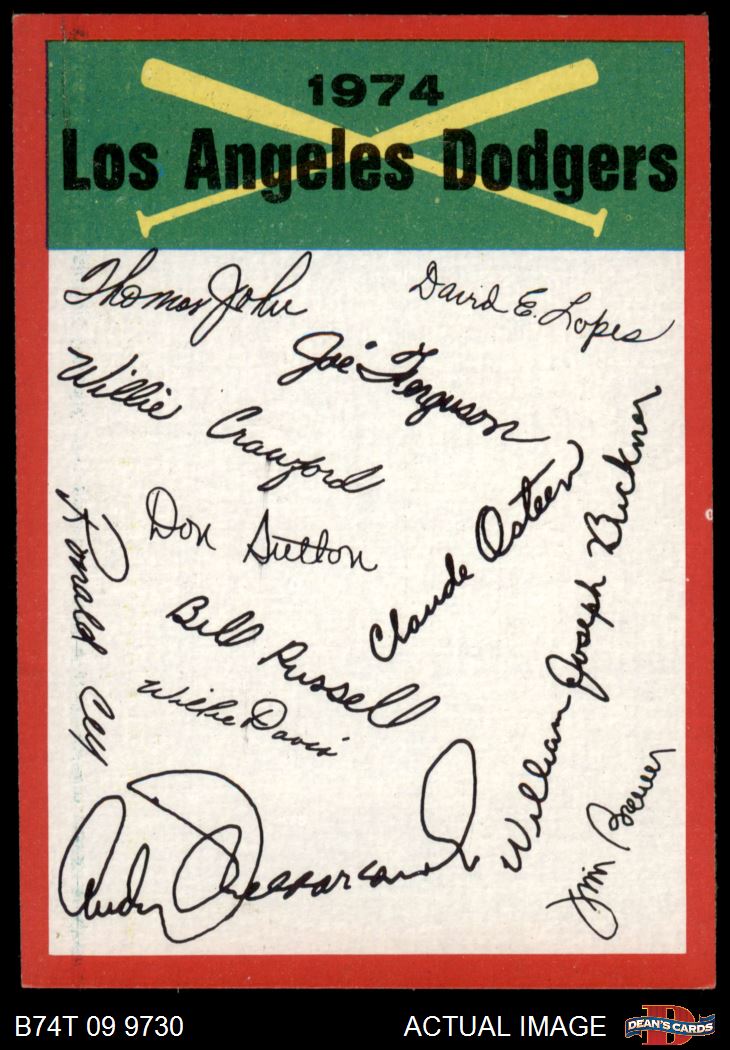 1974
Los Angeles Dodgers
Thomas John
David E. Lopes
Joe Ferguson
Willie Crawford
Don Sutton
Claude Osteen
William Joseph Buckner
Ronald Cey
Bill Russell
Willie Davis
Andy Messersmith
Jim Brewer
B74T 09 9730
ACTUAL IMAGE
D
DEAN'S CARDS